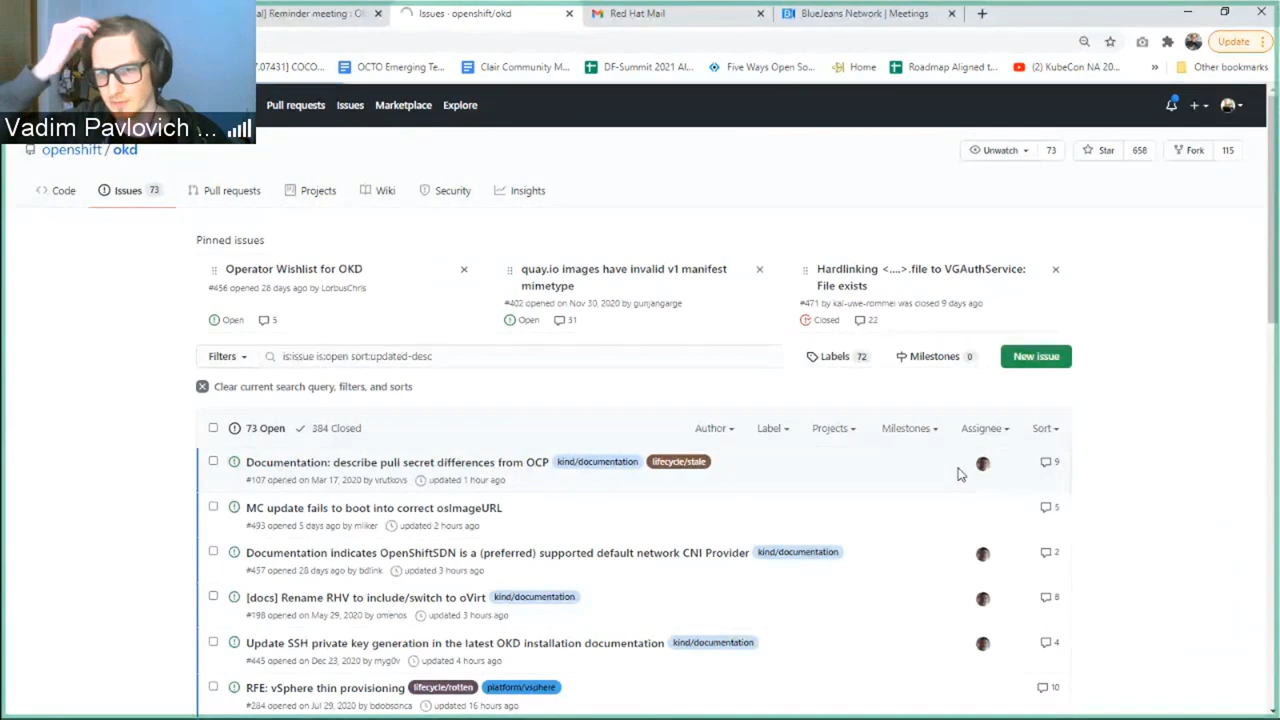 al] Reminder meeting : O
Issues · openshift/okd
Red Hat Mail
BlueJeans Network | Meetings
Update
.07431] COCO...
OCTO Emerging Te...
Clair Community M...
DF-Summit 2021 AI...
Five Ways Open So...
Home
Roadmap Aligned t...
(2) KubeCon NA 20...
»
Other bookmarks
Pull requests Issues Marketplace Explore
Vadim Pavlovich ...
openshift / okd
Unwatch 73 Star 658 Fork 115
Code Issues 73 Pull requests Projects Wiki Security Insights
Pinned issues
Operator Wishlist for OKD
#456 opened 28 days ago by LorbusChris
Open 5
quay.io images have invalid v1 manifest
mimetype
#402 opened on Nov 30, 2020 by gunjangarge
Open 31
Hardlinking <....>.file to VGAuthService:
File exists
#471 by kai-uwe-rommel was closed 9 days ago
Closed 22
Filters is:issue is:open sort:updated-desc Labels 72 Milestones 0 New issue
Clear current search query, filters, and sorts
73 Open 384 Closed Author Label Projects Milestones Assignee Sort
Documentation: describe pull secret differences from OCP kind/documentation lifecycle/stale 9
#107 opened on Mar 17, 2020 by vrutkovs updated 1 hour ago
MC update fails to boot into correct osImageURL 5
#493 opened 5 days ago by miker updated 2 hours ago
Documentation indicates OpenShiftSDN is a (preferred) supported default network CNI Provider kind/documentation 2
#457 opened 28 days ago by bdlink updated 3 hours ago
[docs] Rename RHV to include/switch to oVirt kind/documentation 8
#198 opened on May 29, 2020 by omenos updated 3 hours ago
Update SSH private key generation in the latest OKD installation documentation kind/documentation 4
#445 opened on Dec 23, 2020 by myg0v updated 4 hours ago
RFE: vSphere thin provisioning lifecycle/rotten platform/vsphere 10
#284 opened on Jul 29, 2020 by bdobsonca updated 16 hours ago